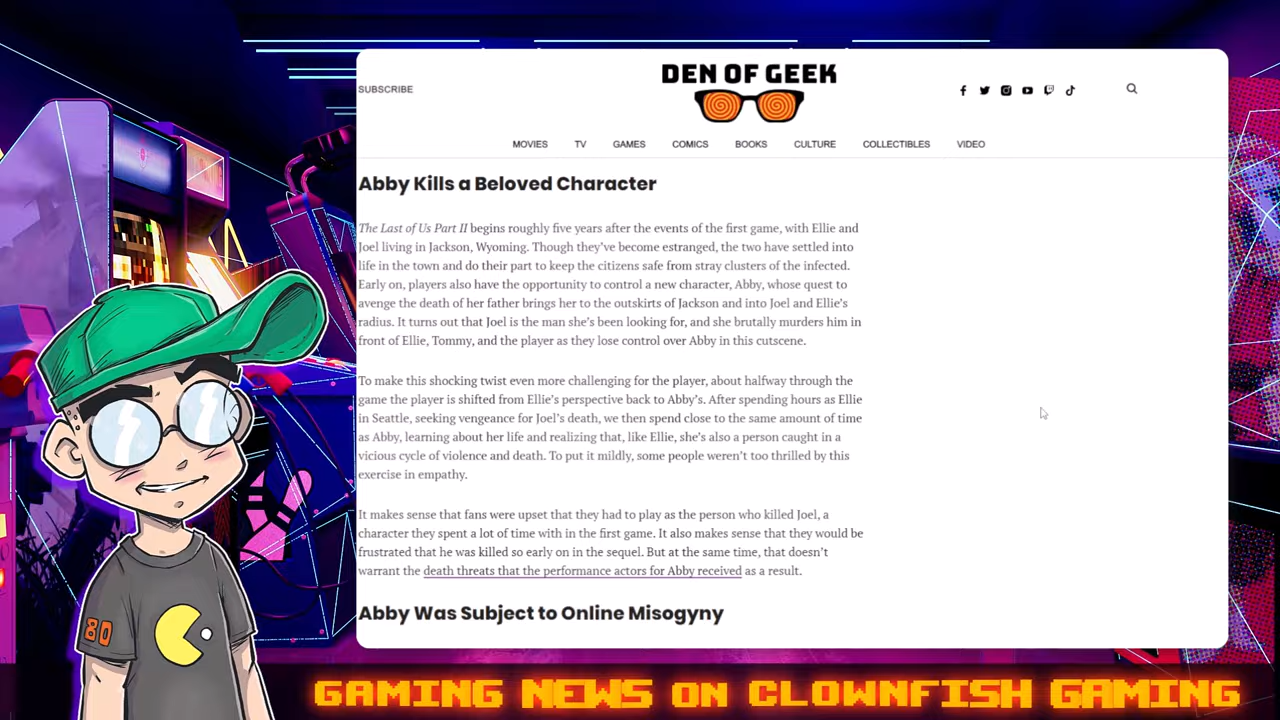 DEN OF GEEK
SUBSCRIBE
MOVIES TV GAMES COMICS BOOKS CULTURE COLLECTIBLES VIDEO
Abby Kills a Beloved Character
The Last of Us Part II begins roughly five years after the events of the first game, with Ellie and
Joel living in Jackson, Wyoming. Though they've become estranged, the two have settled into
life in the town and do their part to keep the citizens safe from stray clusters of the infected.
Early on, players also have the opportunity to control a new character, Abby, whose quest to
avenge the death of her father brings her to the outskirts of Jackson and into Joel and Ellie's
radius. It turns out that Joel is the man she's been looking for, and she brutally murders him in
front of Ellie, Tommy, and the player as they lose control over Abby in this cutscene.
To make this shocking twist even more challenging for the player, about halfway through the
game the player is shifted from Ellie's perspective back to Abby's. After spending hours as Ellie
in Seattle, seeking vengeance for Joel's death, we then spend close to the same amount of time
as Abby, learning about her life and realizing that, like Ellie, she's also a person caught in a
vicious cycle of violence and death. To put it mildly, some people weren't too thrilled by this
exercise in empathy.
It makes sense that fans were upset that they had to play as the person who killed Joel, a
character they spent a lot of time with in the first game. It also makes sense that they would be
frustrated that he was killed so early on in the sequel. But at the same time, that doesn't
warrant the death threats that the performance actors for Abby received as a result.
Abby Was Subject to Online Misogyny
80
GAMING NEWS ON CLOWNFISH GAMING